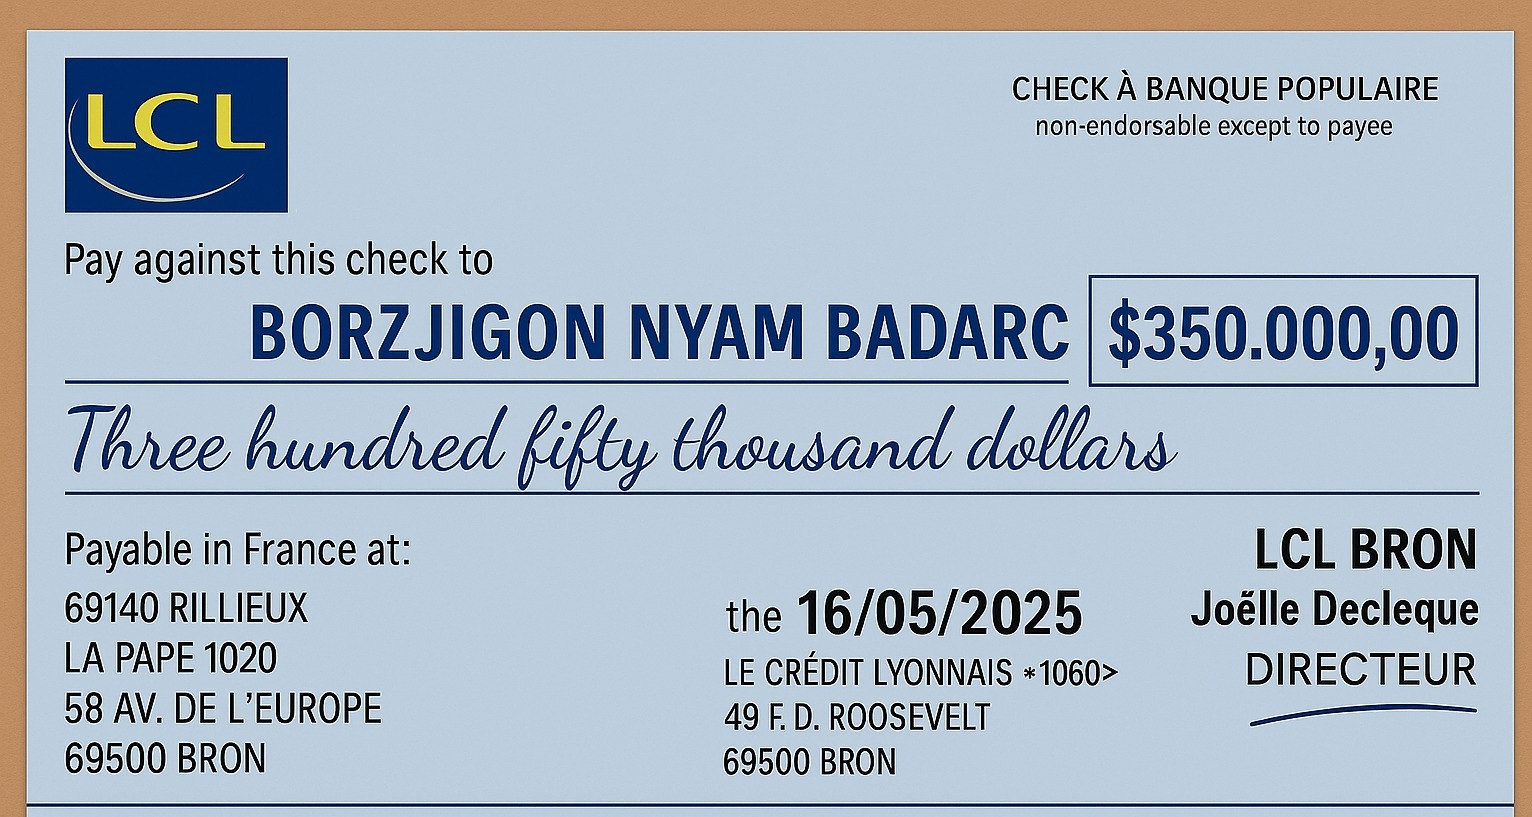 LCL
CHECK À BANQUE POPULAIRE
non-endorsable except to payee
Pay against this check to
BORZJIGON NYAM BADARC
$350.000,00
Three hundred fifty thousand dollars
Payable in France at:
69140 RILLIEUX
LA PAPE 1020
58 AV. DE L’EUROPE
69500 BRON
the 16/05/2025
LE CRÉDIT LYONNAIS *1060>
49 F. D. ROOSEVELT
69500 BRON
LCL BRON
Joëlle Decleque
DIRECTEUR